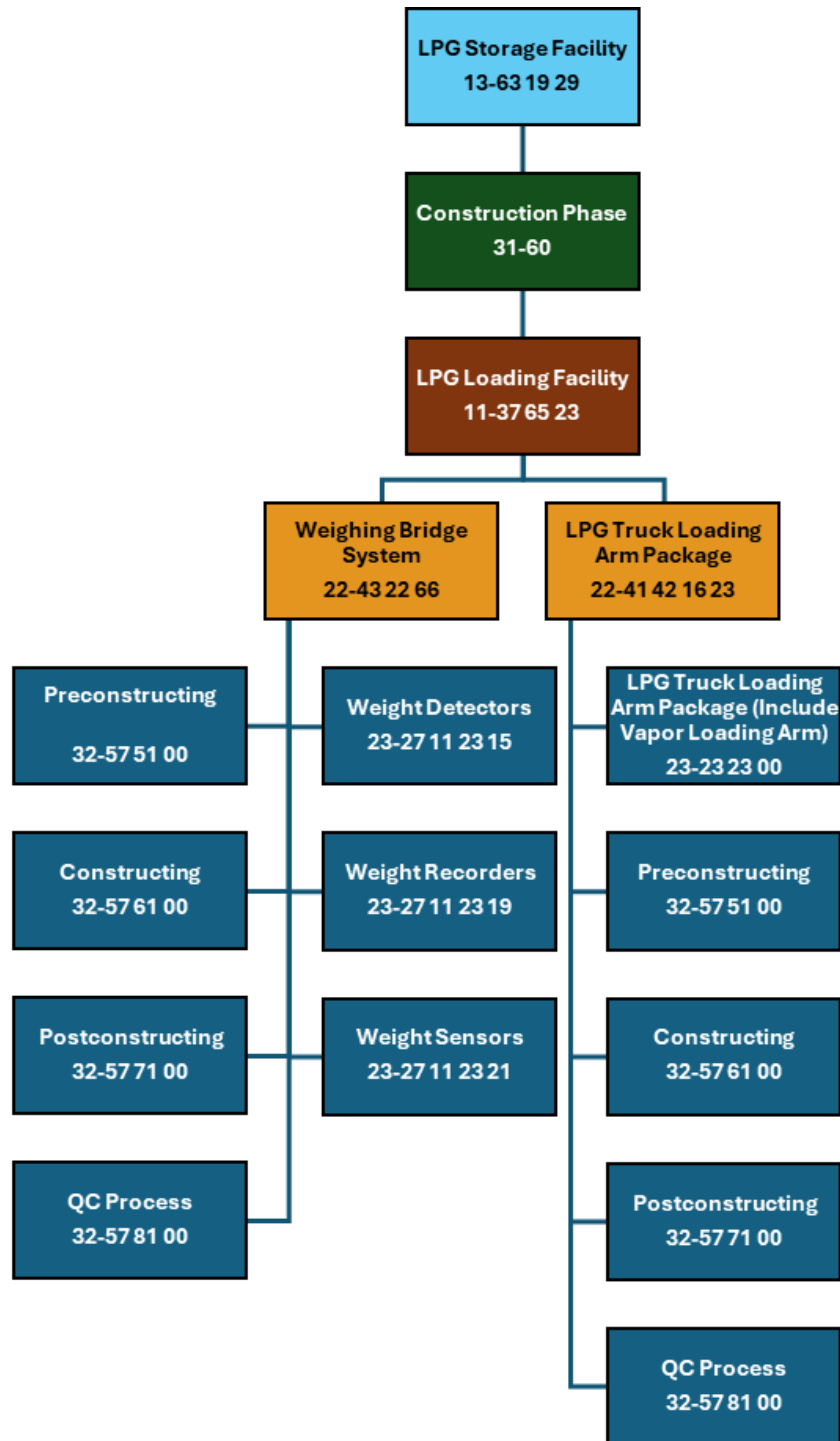 LPG Storage Facility
13-63 19 29
Construction Phase
31-60
LPG Loading Facility
11-37 65 23
Weighing Bridge
System
22-43 22 66
LPG Truck Loading
Arm Package
22-41 42 16 23
Preconstructing
32-57 51 00
Weight Detectors
23-27 11 23 15
LPG Truck Loading
Arm Package (Include
Vapor Loading Arm)
23-23 23 00
Constructing
32-57 61 00
Weight Recorders
23-27 11 23 19
Preconstructing
32-57 51 00
Postconstructing
32-57 71 00
Weight Sensors
23-27 11 23 21
Constructing
32-57 61 00
QC Process
32-57 81 00
Postconstructing
32-57 71 00
QC Process
32-57 81 00